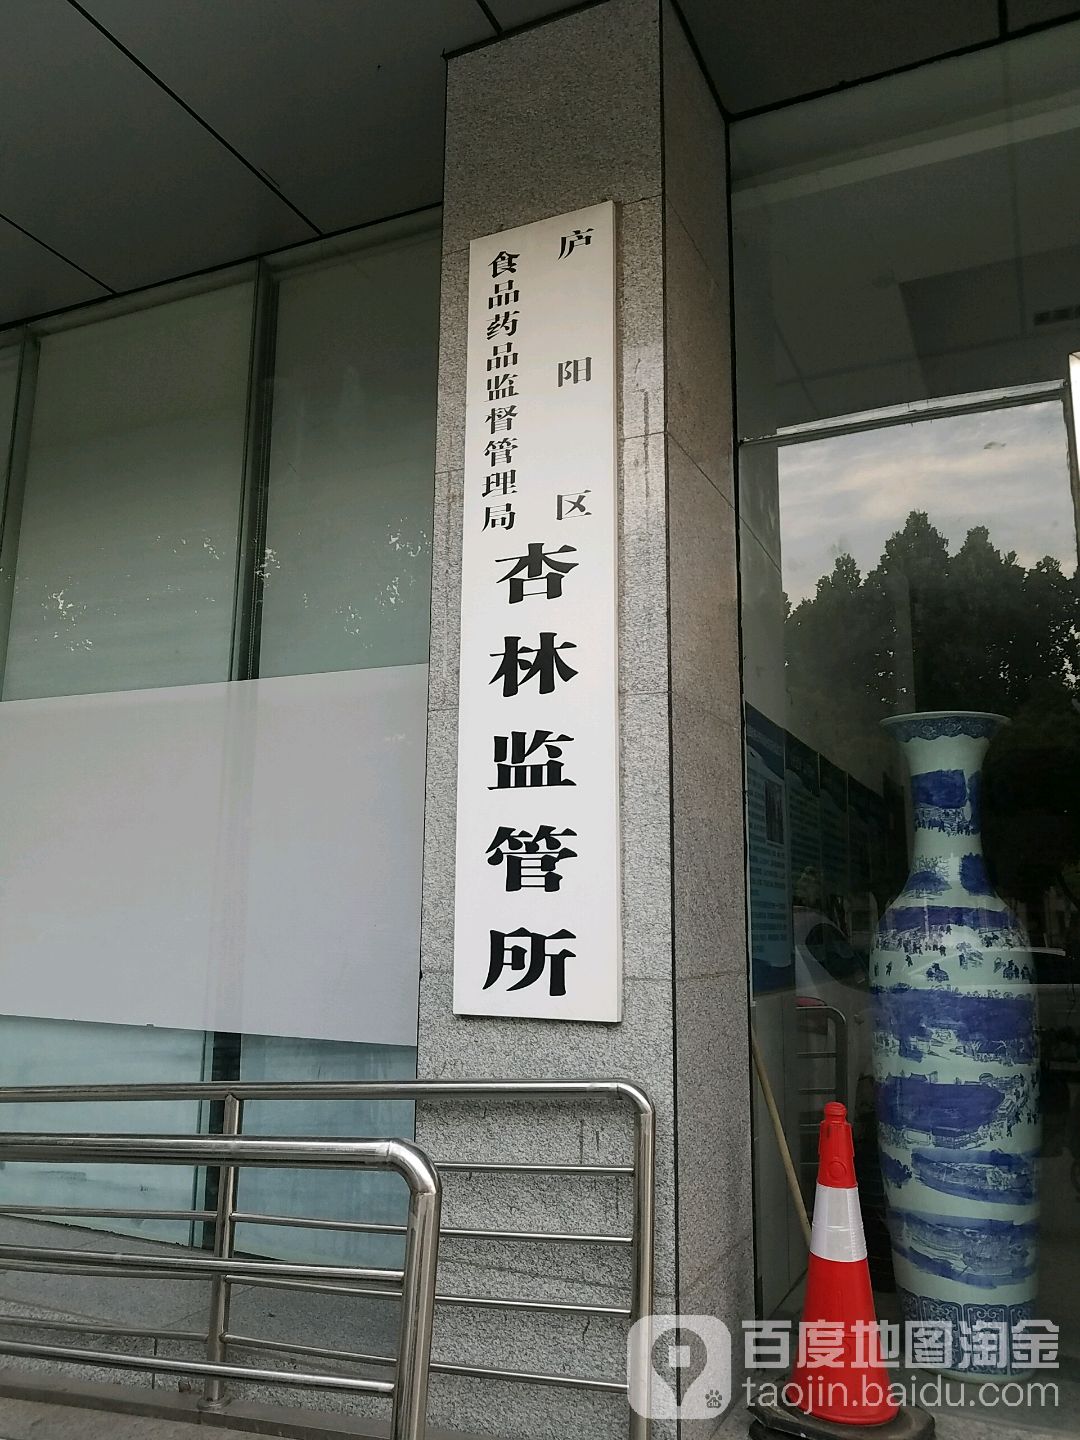 庐阳区
食品药品监督管理局
杏林监管所
百度地图淘金
taojin.baidu.com